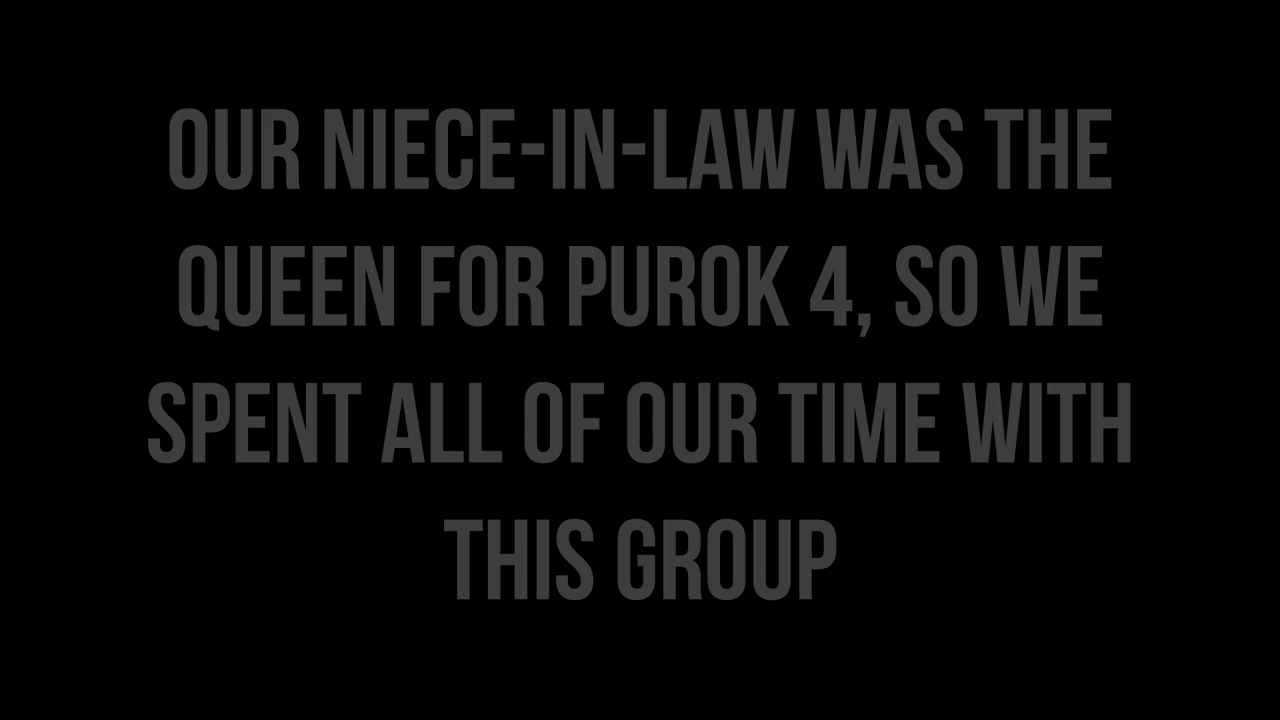 OUR NIECE-IN-LAW WAS THE
QUEEN FOR PUROK 4, SO WE
SPENT ALL OF OUR TIME WITH
THIS GROUP